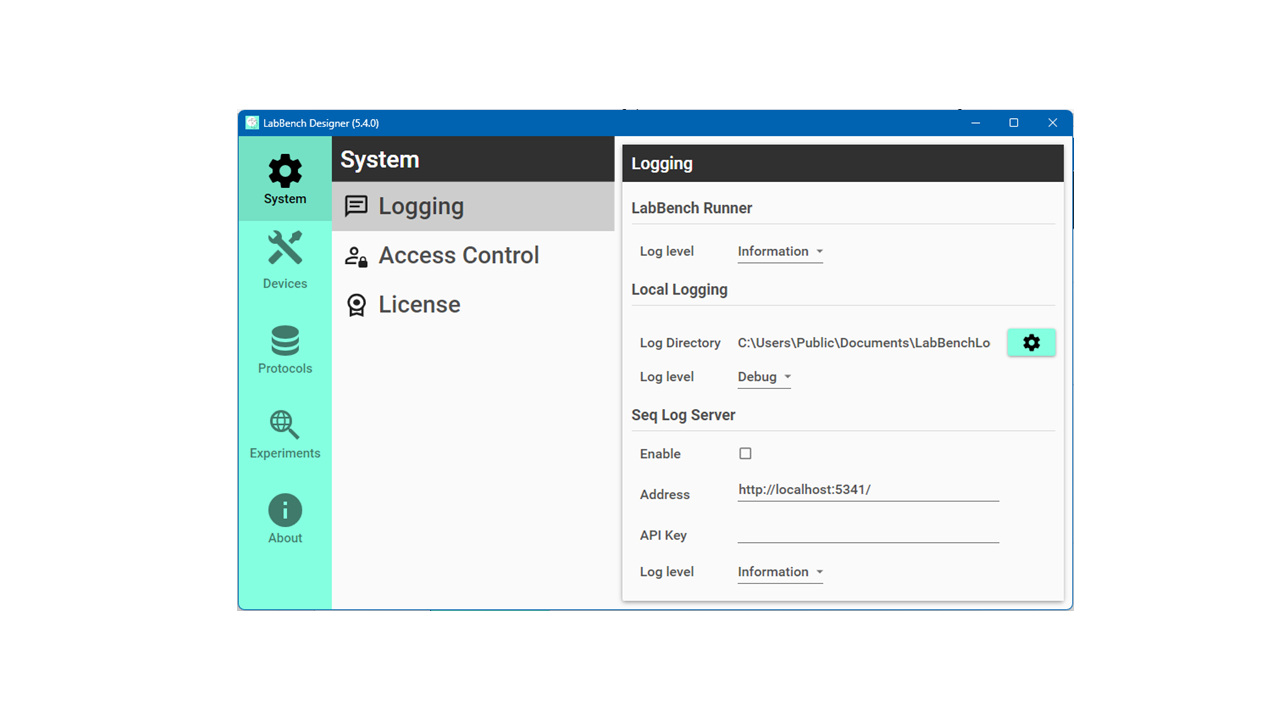 LabBench Designer (5.4.0)
System
Devices
Protocols
Experiments
About
System
Logging
Access Control
License
Logging
LabBench Runner
Log level Information
Local Logging
Log Directory C:\Users\Public\Documents\LabBenchLo
Log level Debug
Seq Log Server
Enable
Address http://localhost:5341/
API Key
Log level Information